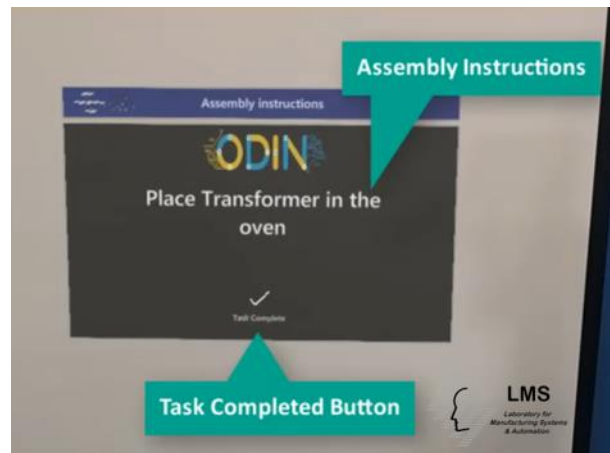 Assembly Instructions
Assembly instructions
ODIN
Place Transformer in the
oven
Task Complete
Task Completed Button
LMS
Laboratory for
Manufacturing Systems
& Automation